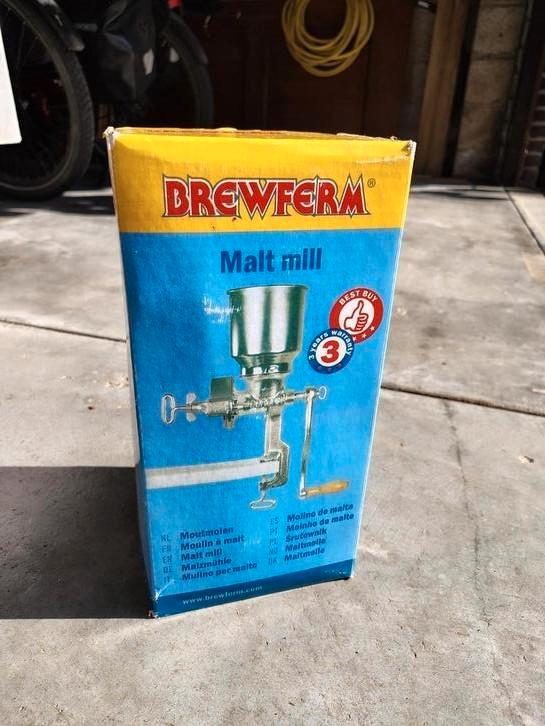 BREWFERM®
Malt mill
BEST BUY
3 years warranty
3
NL Moutmolen
FR Moulin à malt
EN Malt mill
DE Malzmühle
IT Mulino per malto
ES Molino de malta
PT Moinho de malte
PL Śrutownik
NO Maltmølle
DK Maltmølle
www.brewferm.com